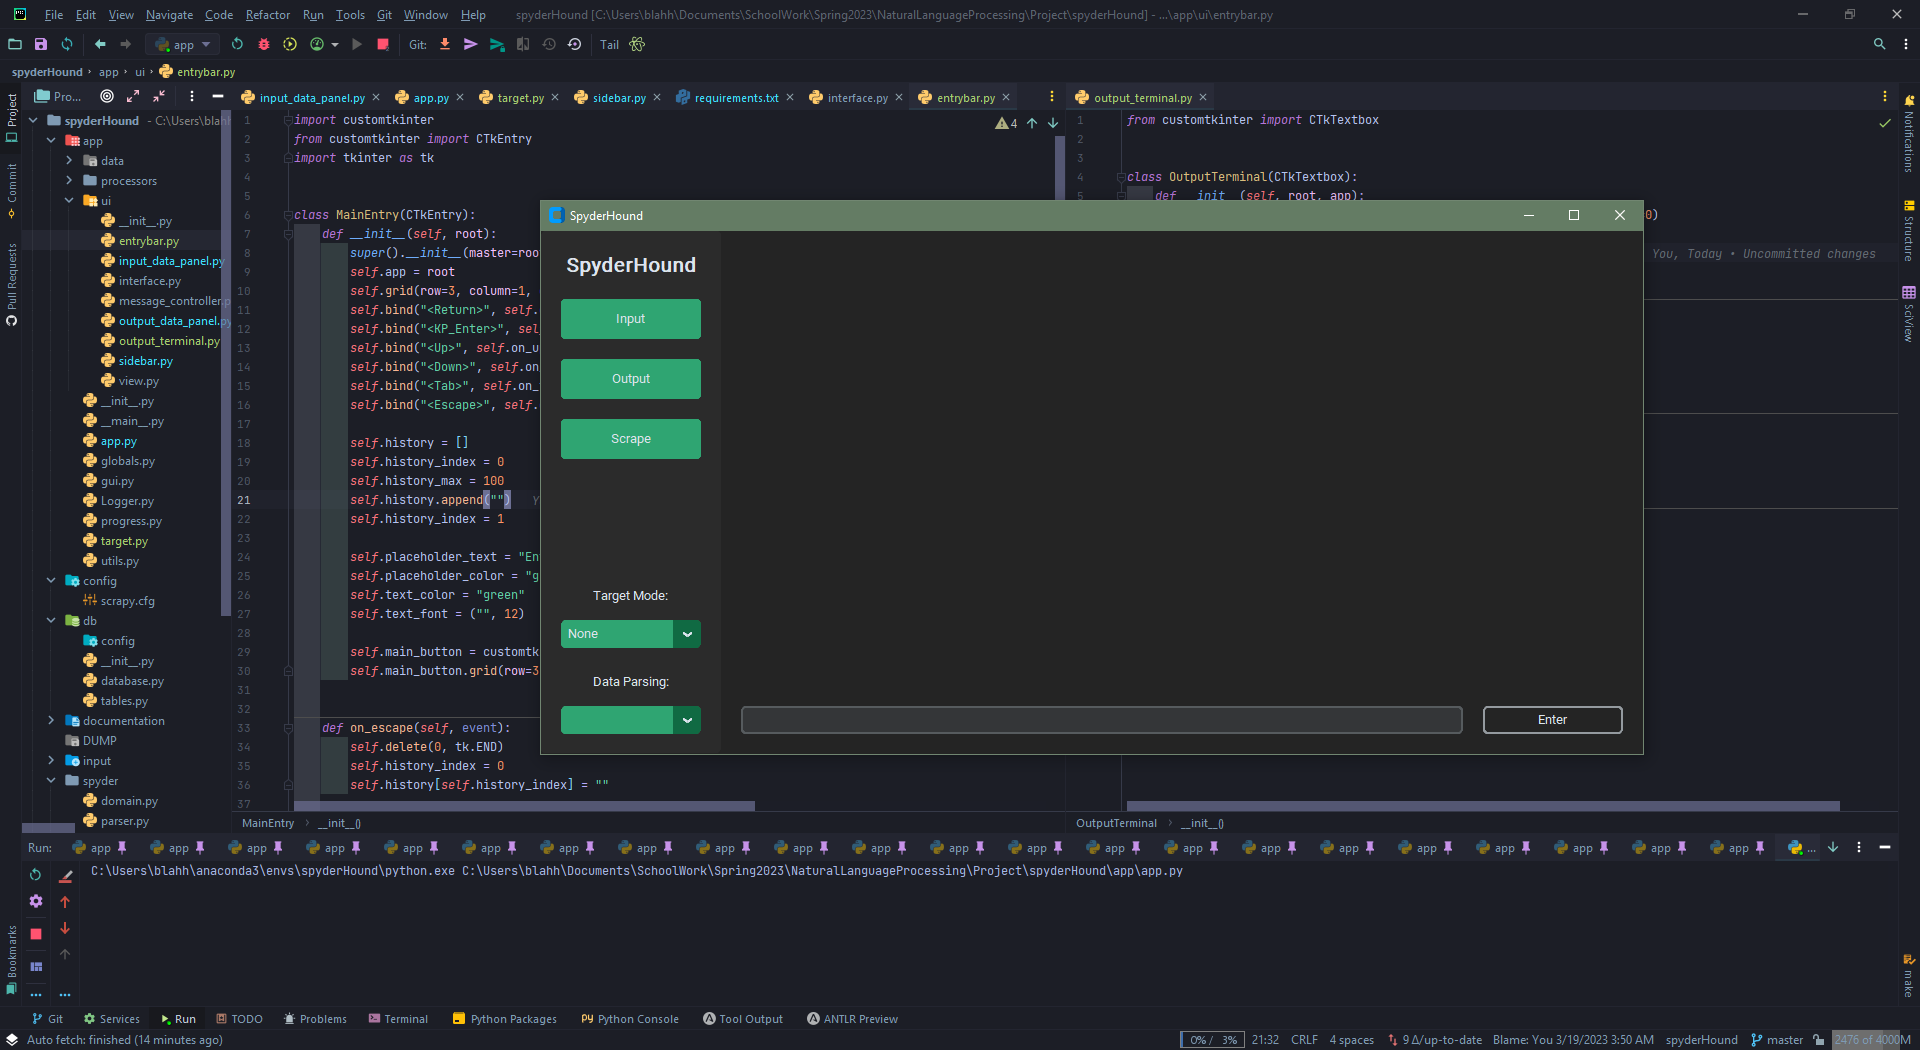 File Edit View Navigate Code Refactor Run Tools Git Window Help spyderHound [C:\Users\blahh\Documents\SchoolWork\Spring2023\NaturalLanguageProcessing\Project\spyderHound] - ...\app\ui\entrybar.py
app Git: Tail
spyderHound › app › ui › entrybar.py
Project
Commit
Pull Requests
Bookmarks
Pro...
spyderHound - C:\Users\blahh
app
data
processors
ui
__init__.py
entrybar.py
input_data_panel.py
interface.py
message_controller.p
output_data_panel.py
output_terminal.py
sidebar.py
view.py
__init__.py
__main__.py
app.py
globals.py
gui.py
Logger.py
progress.py
target.py
utils.py
config
scrapy.cfg
db
config
__init__.py
database.py
tables.py
documentation
DUMP
input
spyder
domain.py
parser.py
input_data_panel.py app.py target.py sidebar.py requirements.txt interface.py entrybar.py
4
1 import customtkinter
2 from customtkinter import CTkEntry
3 import tkinter as tk
4
5
6 class MainEntry(CTkEntry):
7 def __init__(self, root):
8 super().__init__(master=roo
9 self.app = root
10 self.grid(row=3, column=1,
11 self.bind("<Return>", self.
12 self.bind("<KP_Enter>", sel
13 self.bind("<Up>", self.on_u
14 self.bind("<Down>", self.on
15 self.bind("<Tab>", self.on_
16 self.bind("<Escape>", self.
17
18 self.history = []
19 self.history_index = 0
20 self.history_max = 100
21 self.history.append("") Y
22 self.history_index = 1
23
24 self.placeholder_text = "En
25 self.placeholder_color = "g
26 self.text_color = "green"
27 self.text_font = ("", 12)
28
29 self.main_button = customtk
30 self.main_button.grid(row=3
31
32
33 def on_escape(self, event):
34 self.delete(0, tk.END)
35 self.history_index = 0
36 self.history[self.history_index] = ""
37
MainEntry › __init__()
output_terminal.py
1 from customtkinter import CTkTextbox
2
3
4 class OutputTerminal(CTkTextbox):
5 def __init__(self, root, app):
0)
You, Today • Uncommitted changes
OutputTerminal › __init__()
SpyderHound
SpyderHound
Input
Output
Scrape
Target Mode:
None
Data Parsing:
Enter
Notifications
Structure
SciView
make
Run: app app app app app app app app app app app app app app app app app app app app app app ...
C:\Users\blahh\anaconda3\envs\spyderHound\python.exe C:\Users\blahh\Documents\SchoolWork\Spring2023\NaturalLanguageProcessing\Project\spyderHound\app\app.py
Git Services Run TODO Problems Terminal Python Packages Python Console Tool Output ANTLR Preview
Auto fetch: finished (14 minutes ago) 0% / 3% 21:32 CRLF 4 spaces 9 Δ/up-to-date Blame: You 3/19/2023 3:50 AM spyderHound master 2476 of 4000M